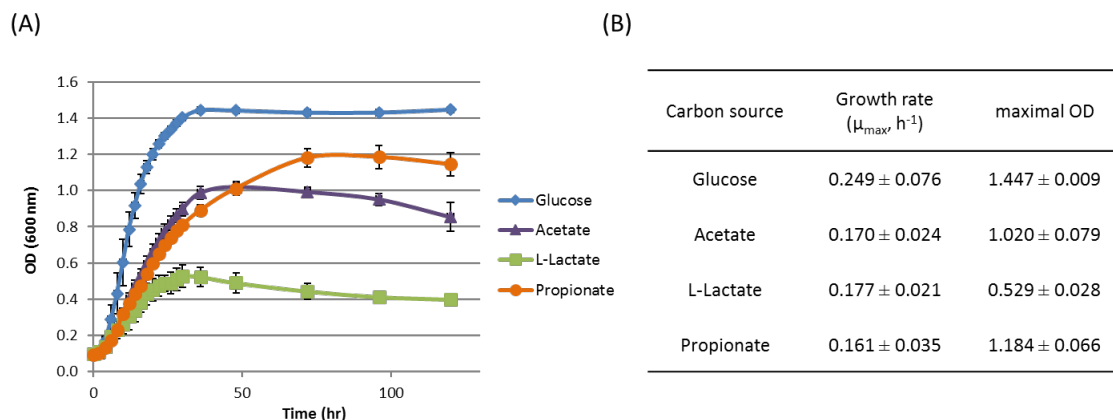 (A)
(B)
OD (600 nm)
1.6
1.4
1.2
1.0
0.8
0.6
0.4
0.2
0.0
0
50
100
Time (hr)
Glucose
Acetate
L-Lactate
Propionate
Carbon source
Growth rate
(μmax, h-1)
maximal OD
Glucose 0.249 ± 0.076 1.447 ± 0.009
Acetate 0.170 ± 0.024 1.020 ± 0.079
L-Lactate 0.177 ± 0.021 0.529 ± 0.028
Propionate 0.161 ± 0.035 1.184 ± 0.066